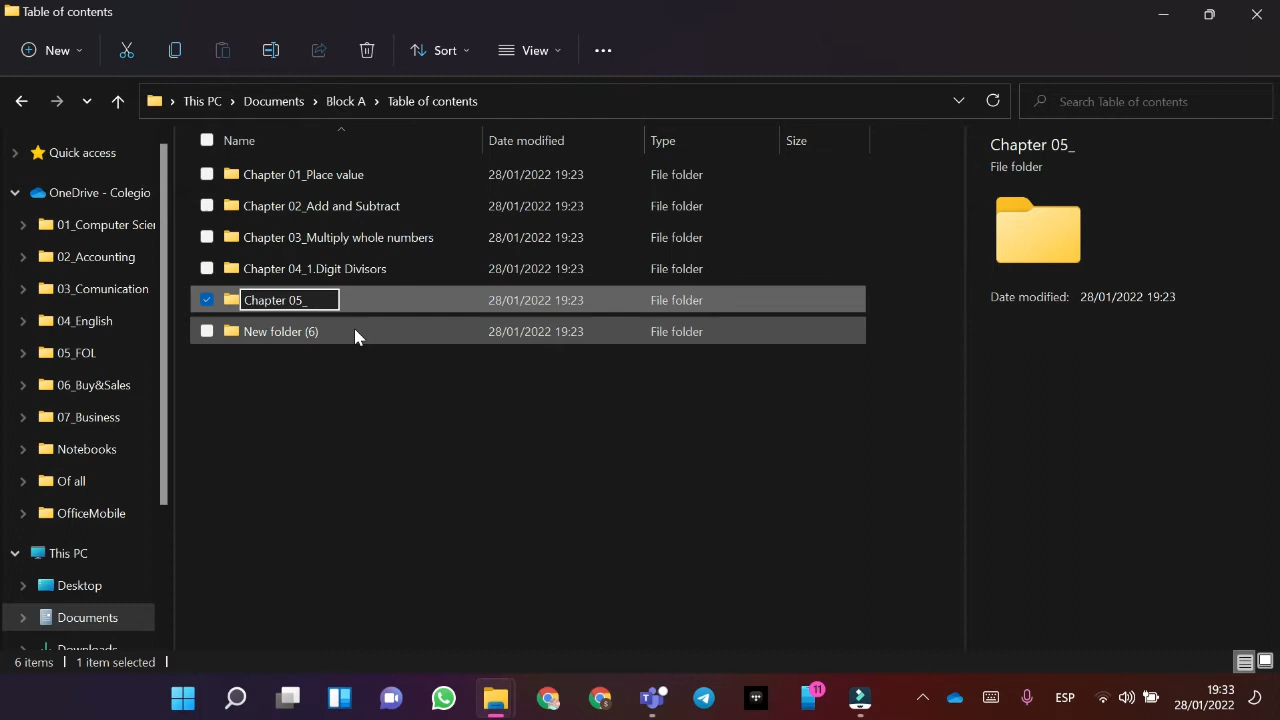 Table of contents
New
Sort
View
This PC > Documents > Block A > Table of contents
Search Table of contents
Name
Date modified
Type
Size
Quick access
OneDrive - Colegio
01_Computer Scien
02_Accounting
03_Comunication
04_English
05_FOL
06_Buy&Sales
07_Business
Notebooks
Of all
OfficeMobile
This PC
Desktop
Documents
Downloads
Chapter 01_Place value 28/01/2022 19:23 File folder
Chapter 02_Add and Subtract 28/01/2022 19:23 File folder
Chapter 03_Multiply whole numbers 28/01/2022 19:23 File folder
Chapter 04_1.Digit Divisors 28/01/2022 19:23 File folder
Chapter 05_ 28/01/2022 19:23 File folder
New folder (6) 28/01/2022 19:23 File folder
Chapter 05_
File folder
Date modified: 28/01/2022 19:23
6 items 1 item selected
11
ESP
19:33
28/01/2022